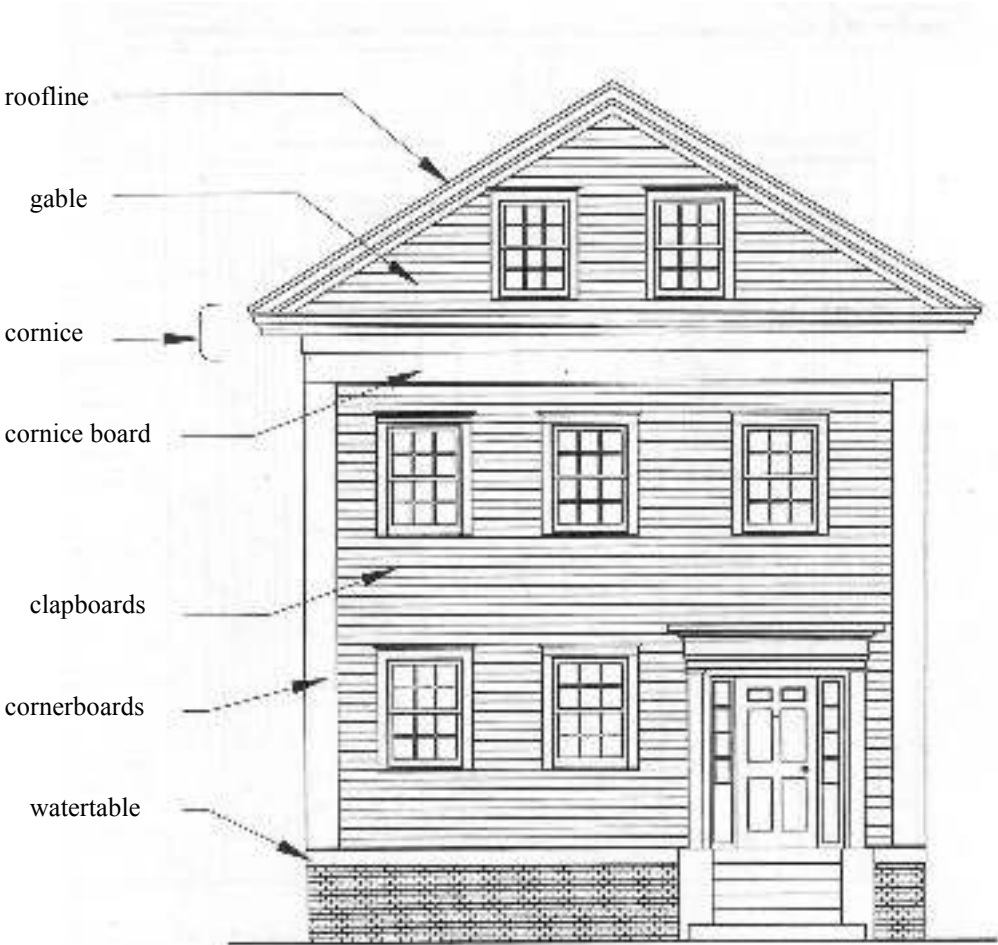 roofline
gable
cornice
cornice board
clapboards
cornerboards
watertable